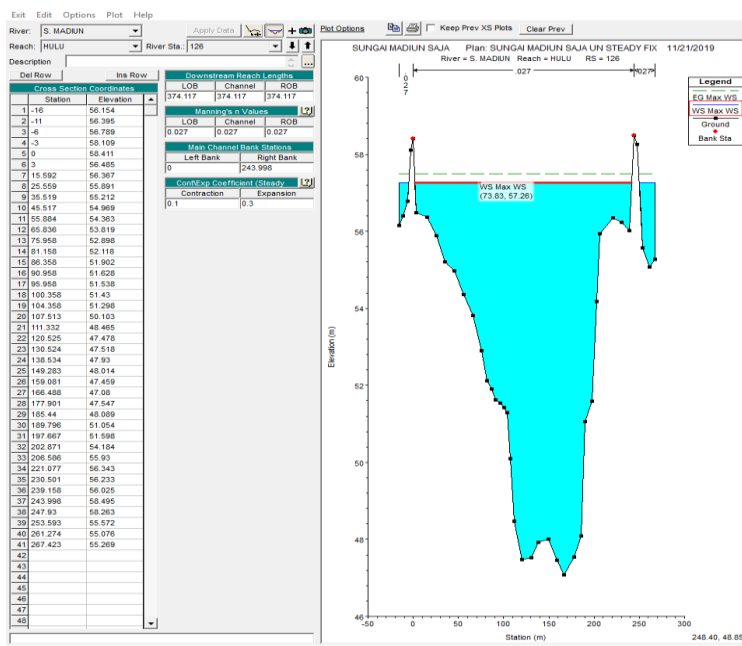 Exit Edit Options Plot Help
River: S. MADIUN Apply Data
Reach: HULU River Sta.: 126
Description ...
Del Row Ins Row
Cross Section Coordinates
Station Elevation
1 -16 56.154
2 -11 56.395
3 -6 56.789
4 -3 58.109
5 0 58.411
6 3 56.485
7 15.592 56.367
8 25.559 55.891
9 35.519 55.212
10 45.517 54.969
11 55.884 54.363
12 65.836 53.819
13 75.958 52.898
14 81.158 52.118
15 86.358 51.902
16 90.958 51.628
17 95.958 51.538
18 100.358 51.43
19 104.358 51.298
20 107.513 50.103
21 111.332 48.465
22 120.525 47.478
23 130.524 47.518
24 138.534 47.93
25 149.283 48.014
26 159.081 47.459
27 166.488 47.08
28 177.901 47.547
29 185.44 48.089
30 189.796 51.054
31 197.667 51.598
32 202.871 54.184
33 206.586 55.93
34 221.077 56.343
35 230.501 56.233
36 239.158 56.025
37 243.998 58.495
38 247.93 58.263
39 253.593 55.572
40 261.274 55.076
41 267.423 55.269
42
43
44
45
46
47
48
Downstream Reach Lengths
LOB Channel ROB
374.117 374.117 374.117
Manning's n Values
LOB Channel ROB
0.027 0.027 0.027
Main Channel Bank Stations
Left Bank Right Bank
0 243.998
Cont\Exp Coefficient (Steady
Contraction Expansion
0.1 0.3
Plot Options Keep Prev XS Plots Clear Prev
SUNGAI MADIUN SAJA Plan: SUNGAI MADIUN SAJA UN STEADY FIX 11/21/2019
River = S. MADIUN Reach = HULU RS = 126
.027 .027 .027
Legend
EG Max WS
WS Max WS
Ground
Bank Sta
WS Max WS
(73.83, 57.26)
Elevation (m)
60
58
56
54
52
50
48
46
-50 0 50 100 150 200 250 300
Station (m)
248.40, 48.89